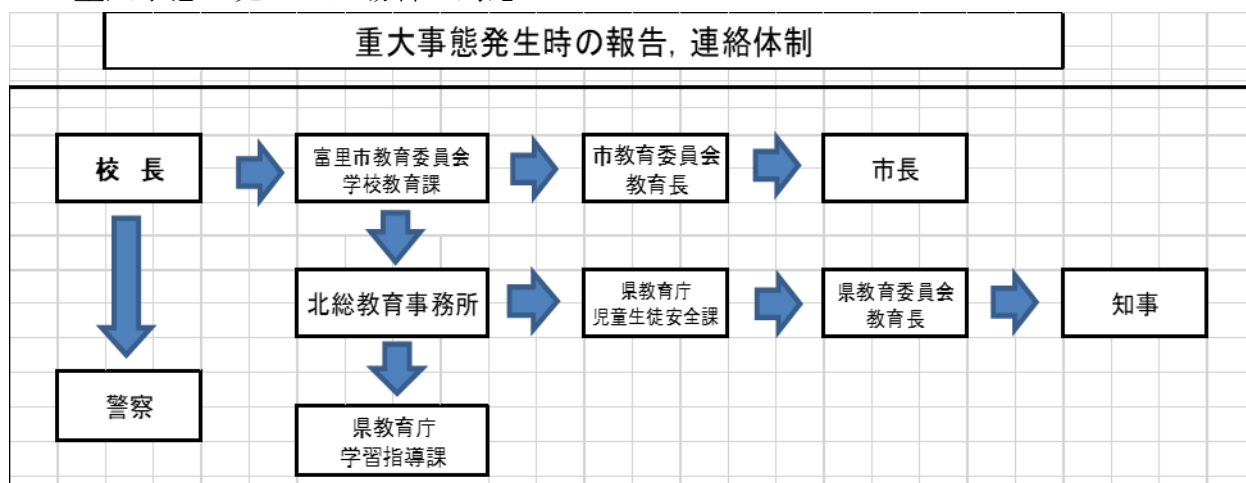 重大事態発生時の報告，連絡体制
校　長
富里市教育委員会
学校教育課
市教育委員会
教育長
市長
北総教育事務所
県教育庁
児童生徒安全課
県教育委員会
教育長
知事
警察
県教育庁
学習指導課